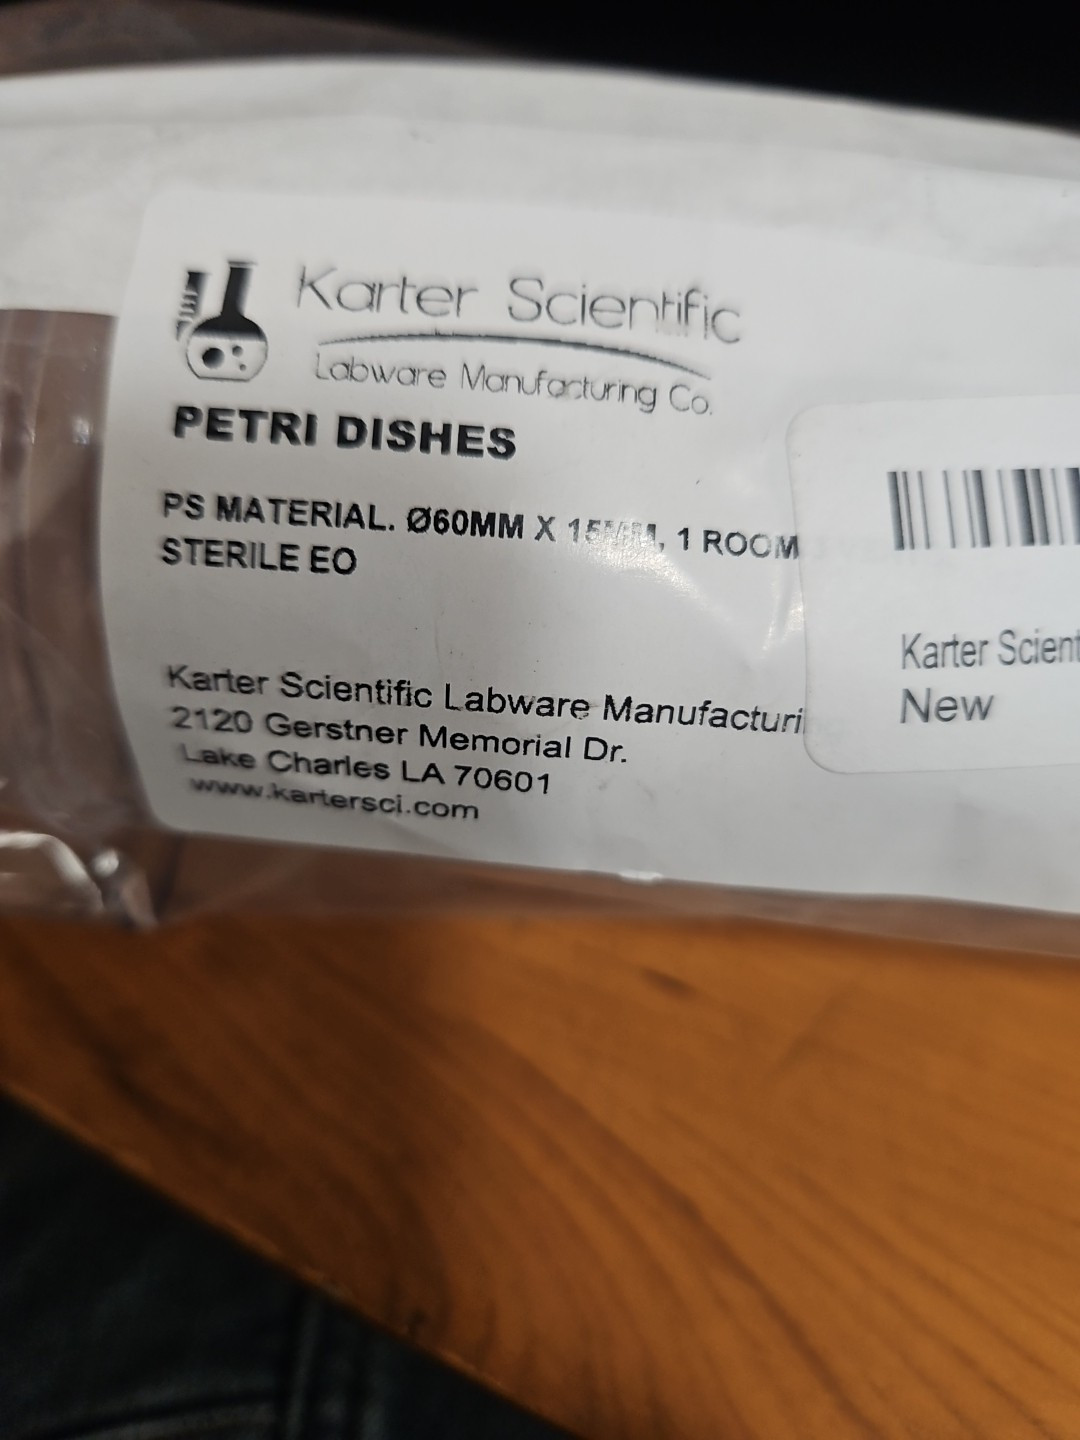 Karter Scientific
Labware Manufacturing Co.
PETRI DISHES
PS MATERIAL. Ø60MM X 15MM, 1 ROOM
STERILE EO
Karter Scientific Labware Manufacturi
2120 Gerstner Memorial Dr.
Lake Charles LA 70601
www.kartersci.com
Karter Scient
New